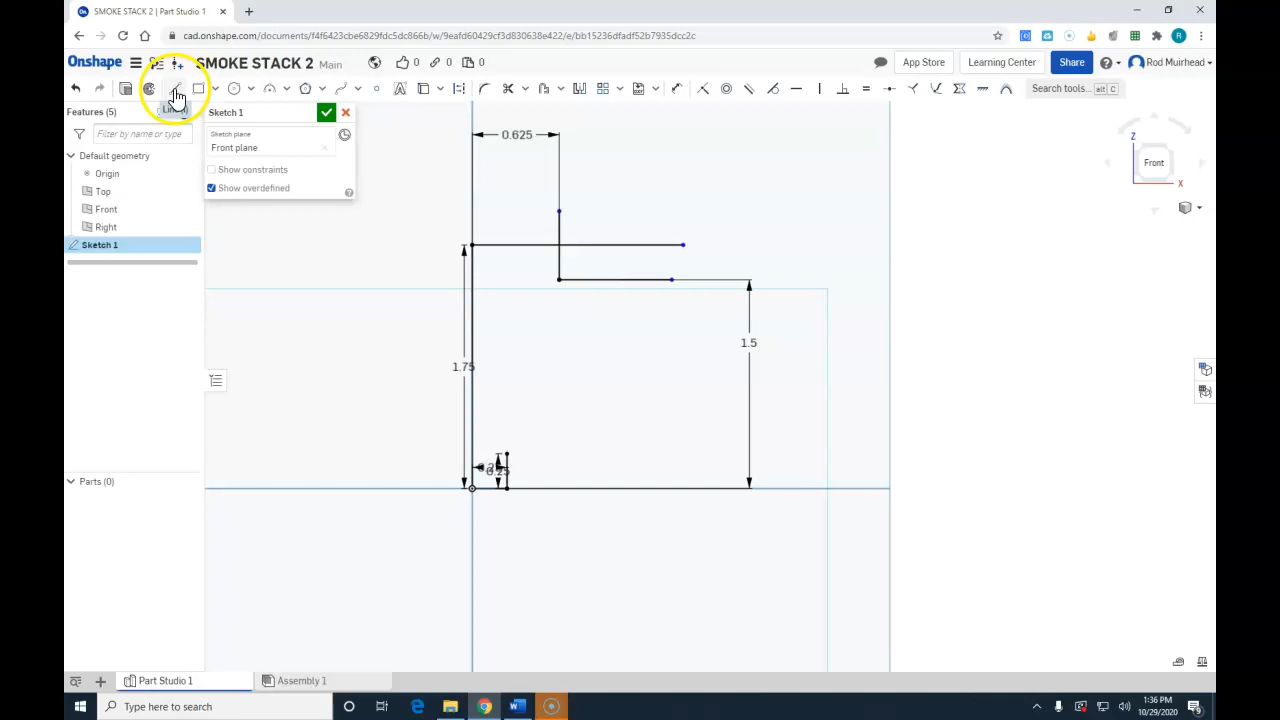 SMOKE STACK 2 | Part Studio 1
cad.onshape.com/documents/f4f6423cbe6829fdc5dc866b/w/9eafd60429cf3d830638e422/e/bb15236dfadf52b7935dcc2c
Onshape
SMOKE STACK 2 Main
0 0 0
App Store
Learning Center
Share
Rod Muirhead
Search tools...
alt C
Features (5)
Filter by name or type
Default geometry
Origin
Top
Front
Right
Sketch 1
Sketch 1
Sketch plane
Front plane
Show constraints
Show overdefined
0.625
1.75
1.5
0.25
Z
Front
X
Parts (0)
Part Studio 1
Assembly 1
Type here to search
1:36 PM
10/29/2020